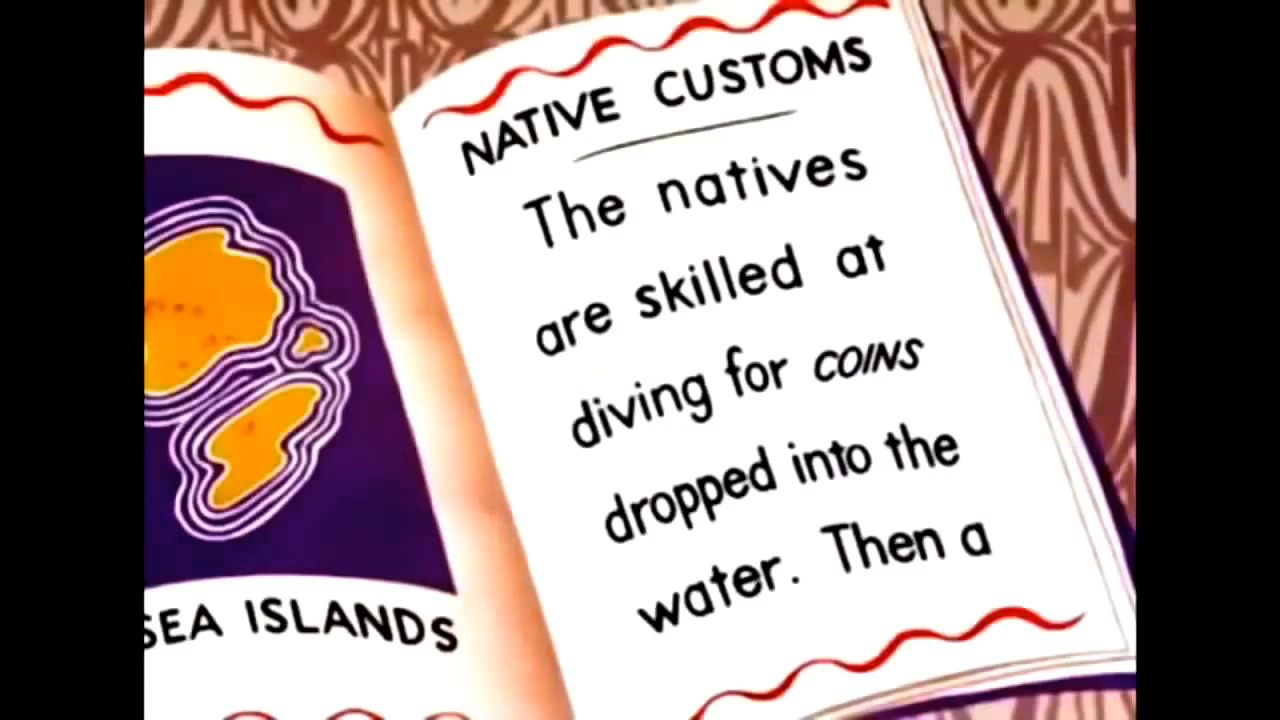 SEA ISLANDS
NATIVE CUSTOMS
The natives
are skilled at
diving for COINS
dropped into the
water. Then a